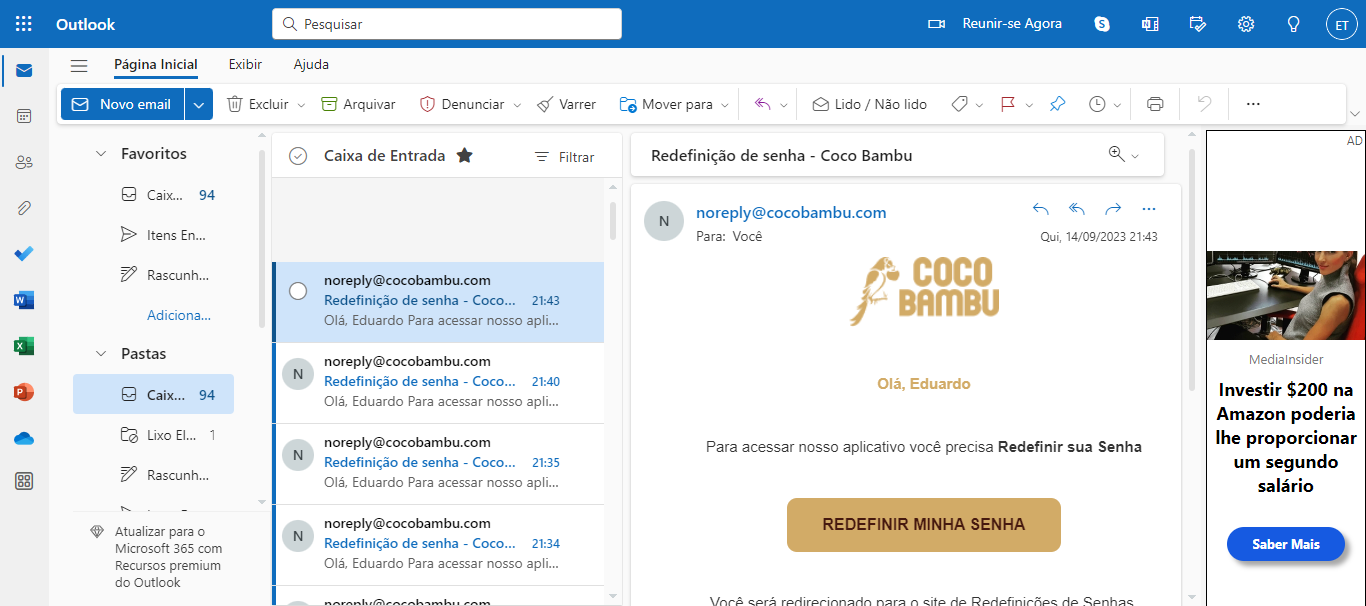 Outlook
Pesquisar
Reunir-se Agora
ET
Página Inicial
Exibir
Ajuda
Novo email
Excluir
Arquivar
Denunciar
Varrer
Mover para
Lido / Não lido
Favoritos
Caix... 94
Itens En...
Rascunh...
Adiciona...
Pastas
Caix... 94
Lixo El... 1
Rascunh...
Atualizar para o
Microsoft 365 com
Recursos premium
do Outlook
Caixa de Entrada
Filtrar
noreply@cocobambu.com
Redefinição de senha - Coco... 21:43
Olá, Eduardo Para acessar nosso apli...
N
noreply@cocobambu.com
Redefinição de senha - Coco... 21:40
Olá, Eduardo Para acessar nosso apli...
N
noreply@cocobambu.com
Redefinição de senha - Coco... 21:35
Olá, Eduardo Para acessar nosso apli...
N
noreply@cocobambu.com
Redefinição de senha - Coco... 21:34
Olá, Eduardo Para acessar nosso apli...
noreply@cocobambu.com
Redefinição de senha - Coco Bambu
N
noreply@cocobambu.com
Para: Você
Qui, 14/09/2023 21:43
COCO
BAMBU
Olá, Eduardo
Para acessar nosso aplicativo você precisa Redefinir sua Senha
REDEFINIR MINHA SENHA
Você será redirecionado para o site de Redefinições de Senhas
AD
MediaInsider
Investir $200 na
Amazon poderia
lhe proporcionar
um segundo
salário
Saber Mais